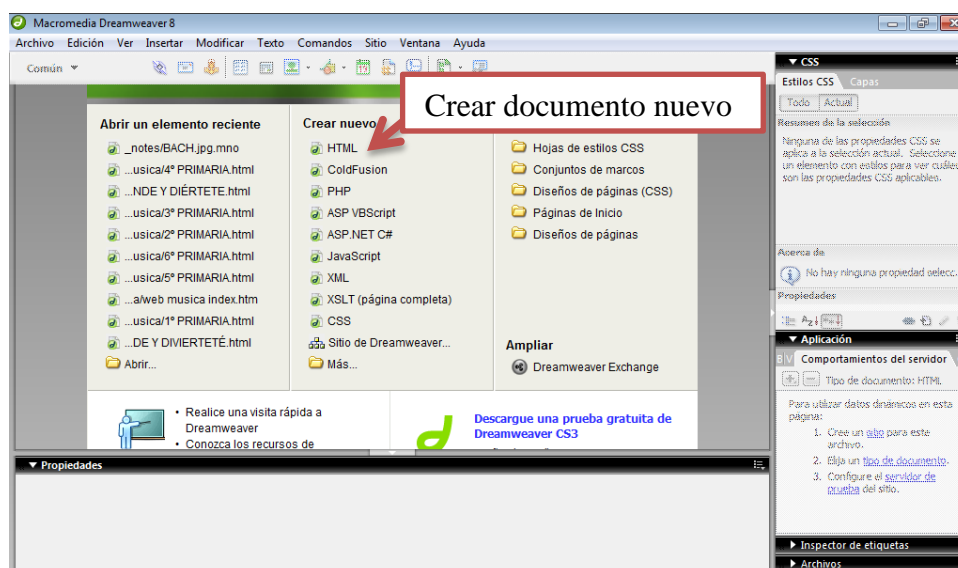 Macromedia Dreamweaver 8
Archivo Edición Ver Insertar Modificar Texto Comandos Sitio Ventana Ayuda
Común
Crear documento nuevo
Abrir un elemento reciente
_notes/BACH.jpg.mno
...usica/4º PRIMARIA.html
...NDE Y DIÉRTETE.html
...usica/3º PRIMARIA.html
...usica/2º PRIMARIA.html
...usica/6º PRIMARIA.html
...usica/5º PRIMARIA.html
...a/web musica index.htm
...usica/1º PRIMARIA.html
...DE Y DIVIERTETÉ.html
Abrir...
Crear nuevo
HTML
ColdFusion
PHP
ASP VBScript
ASP.NET C#
JavaScript
XML
XSLT (página completa)
CSS
Sitio de Dreamweaver...
Más...
Hojas de estilos CSS
Conjuntos de marcos
Diseños de páginas (CSS)
Páginas de Inicio
Diseños de páginas
Ampliar
Dreamweaver Exchange
• Realice una visita rápida a
Dreamweaver
• Conozca los recursos de
Descargue una prueba gratuita de
Dreamweaver CS3
Propiedades
CSS
Estilos CSS Capas
Todo Actual
Resumen de la selección
Ninguna de las propiedades CSS se
aplica a la selección actual. Seleccione
un elemento con estilos para ver
son las propiedades CSS aplicables.
Acerca de
No hay ninguna propiedad selecc.
Propiedades
Aplicación
Comportamientos del servidor
Tipo de documento: HTML
Para utilizar datos dinámicos en esta
página:
1. Cree un sitio para este
archivo.
2. Elija un tipo de documento.
3. Configure el servidor de
prueba del sitio.
Inspector de etiquetas
Archivos